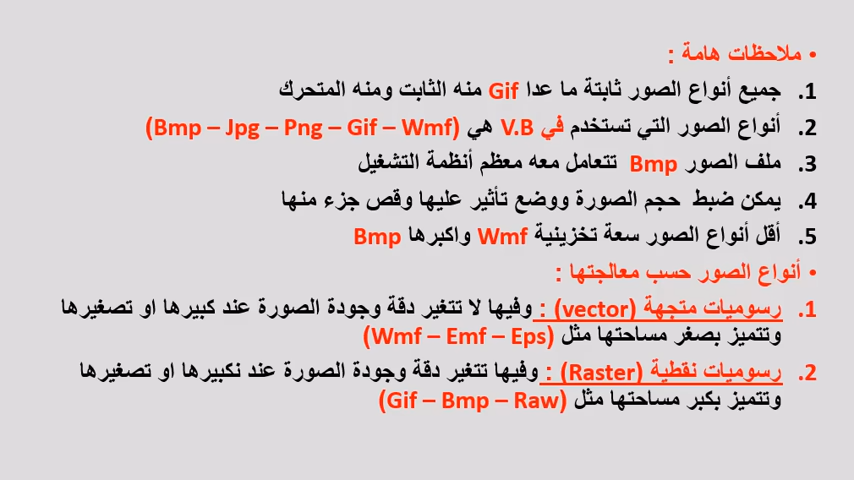 • ملاحظات هامة :
1. جميع أنواع الصور ثابتة ما عدا Gif منه الثابت ومنه المتحرك
2. أنواع الصور التي تستخدم في V.B هي (Bmp – Jpg – Png – Gif – Wmf)
3. ملف الصور Bmp تتعامل معه معظم أنظمة التشغيل
4. يمكن ضبط حجم الصورة ووضع تأثير عليها وقص جزء منها
5. أقل أنواع الصور سعة تخزينية Wmf واكبرها Bmp
• أنواع الصور حسب معالجتها :
1. رسوميات متجهة (vector) : وفيها لا تتغير دقة وجودة الصورة عند كبيرها او تصغيرها
وتتميز بصغر مساحتها مثل (Wmf – Emf – Eps)
2. رسوميات نقطية (Raster) : وفيها تتغير دقة وجودة الصورة عند نكبيرها او تصغيرها
وتتميز بكبر مساحتها مثل (Gif – Bmp – Raw)